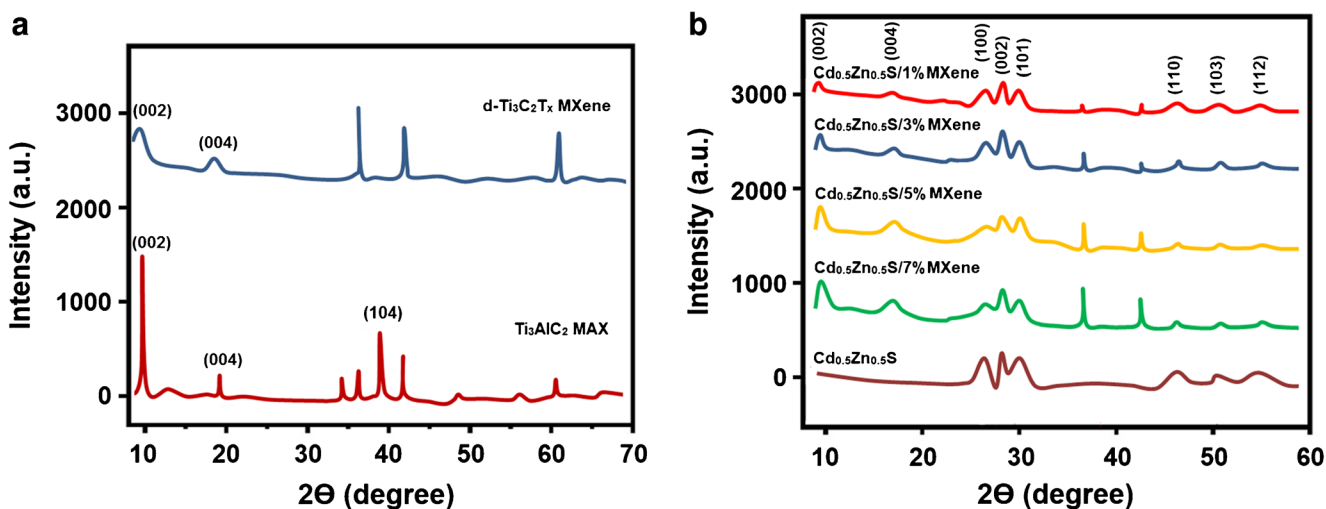 a
Intensity (a.u.)
3000
2000
1000
0
(002)
(004)
d-Ti₃C₂Tₓ MXene
(002)
(004)
(104)
Ti₃AlC₂ MAX
10 20 30 40 50 60 70
2Ɵ (degree)
b
Intensity (a.u.)
3000
2000
1000
0
(002) (004) (100) (002) (101) (110) (103) (112)
Cd₀.₅Zn₀.₅S/1% MXene
Cd₀.₅Zn₀.₅S/3% MXene
Cd₀.₅Zn₀.₅S/5% MXene
Cd₀.₅Zn₀.₅S/7% MXene
Cd₀.₅Zn₀.₅S
10 20 30 40 50 60
2Ɵ (degree)